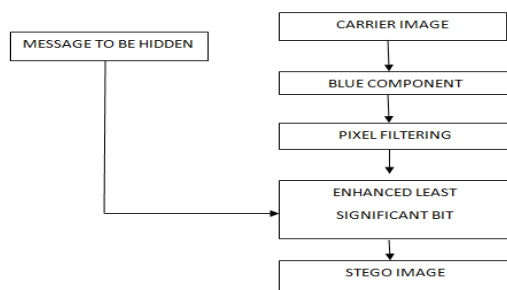 CARRIER IMAGE
MESSAGE TO BE HIDDEN
BLUE COMPONENT
PIXEL FILTERING
ENHANCED LEAST
SIGNIFICANT BIT
STEGO IMAGE